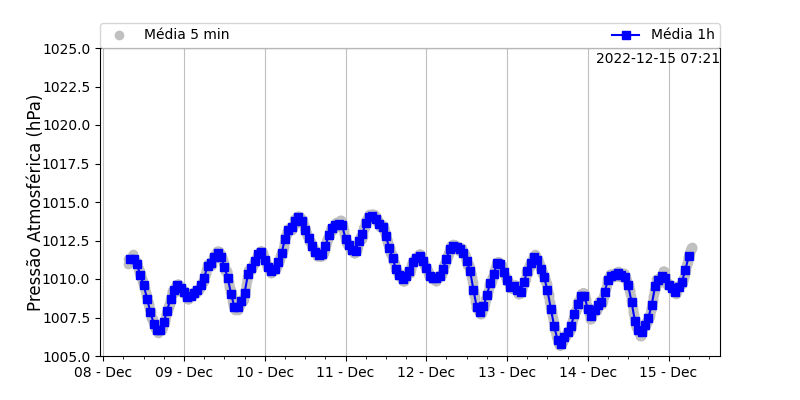 Média 5 min
Média 1h
2022-12-15 07:21
Pressão Atmosférica (hPa)
1025.0
1022.5
1020.0
1017.5
1015.0
1012.5
1010.0
1007.5
1005.0
08 - Dec
09 - Dec
10 - Dec
11 - Dec
12 - Dec
13 - Dec
14 - Dec
15 - Dec